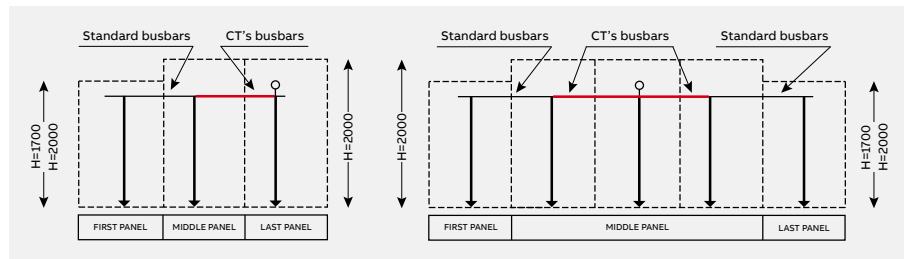 Standard busbars
CT's busbars
H=1700
H=2000
H=2000
FIRST PANEL
MIDDLE PANEL
LAST PANEL
Standard busbars
CT's busbars
Standard busbars
H=2000
H=1700
H=2000
FIRST PANEL
MIDDLE PANEL
LAST PANEL